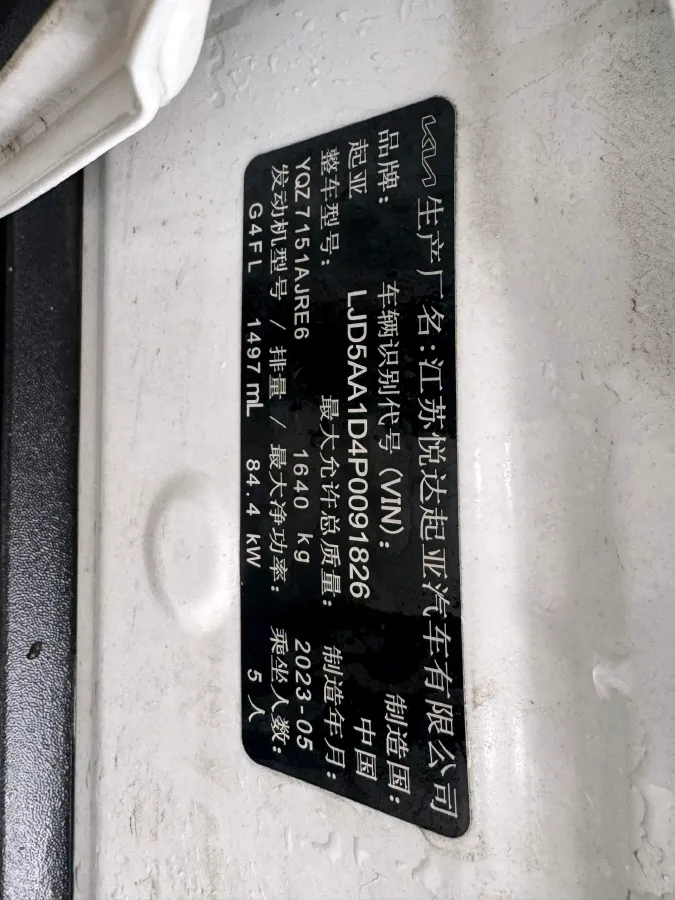 KIA 生产厂名:江苏悦达起亚汽车有限公司
品牌: 车辆识别代号(VIN): 制造国:
起亚 LJD5AA1D4P0091826 中国
整车型号: 最大允许总质量: 制造年月:
YQZ7151AJRE6 1640 kg 2023-05
发动机型号 / 排量 / 最大净功率: 乘坐人数:
G4FL 1497 mL 84.4 kW 5 人